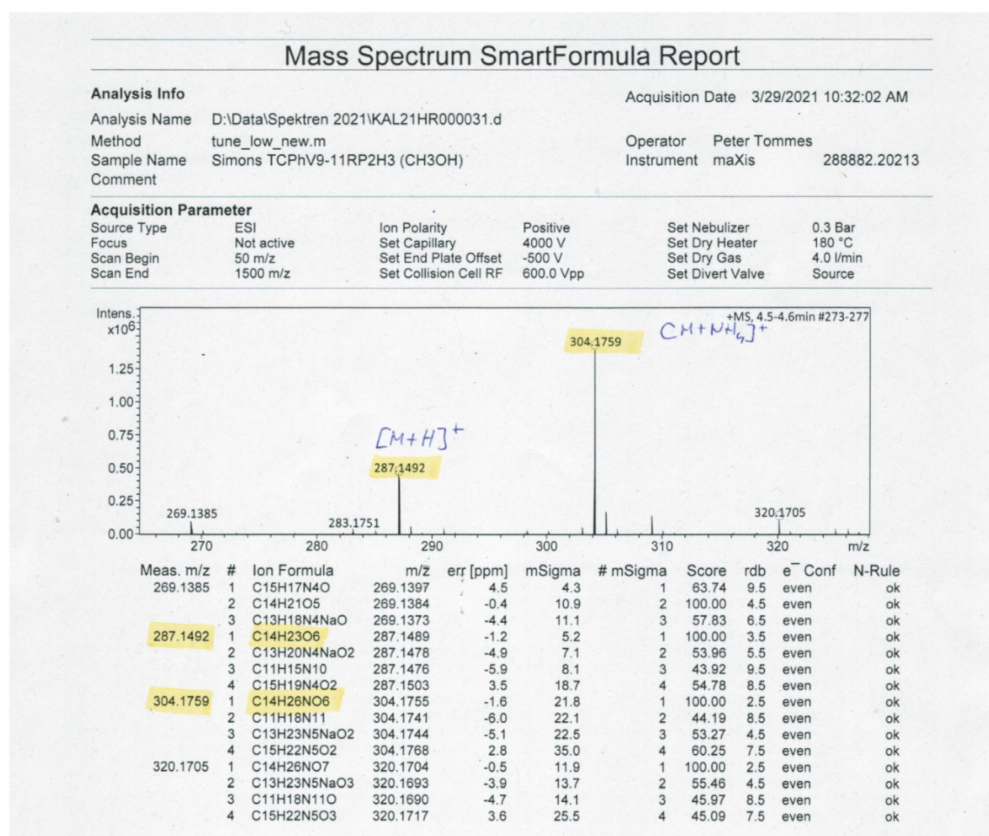 Mass Spectrum SmartFormula Report
Analysis Info
Acquisition Date 3/29/2021 10:32:02 AM
Analysis Name D:\Data\Spektren 2021\KAL21HR000031.d
Method tune_low_new.m Operator Peter Tommes
Sample Name Simons TCPhV9-11RP2H3 (CH3OH) Instrument maXis 288882.20213
Comment
Acquisition Parameter
Source Type ESI Ion Polarity Positive Set Nebulizer 0.3 Bar
Focus Not active Set Capillary 4000 V Set Dry Heater 180 °C
Scan Begin 50 m/z Set End Plate Offset -500 V Set Dry Gas 4.0 l/min
Scan End 1500 m/z Set Collision Cell RF 600.0 Vpp Set Divert Valve Source
Intens.
x10⁶
+MS, 4.5-4.6min #273-277
[M+NH4]+
304.1759
1.25
1.00
0.75
[M+H]+
0.50
287.1492
0.25
269.1385
283.1751
320.1705
0.00
270 280 290 300 310 320 m/z
Meas. m/z # Ion Formula m/z err [ppm] mSigma # mSigma Score rdb e⁻ Conf N-Rule
269.1385 1 C15H17N4O 269.1397 4.5 4.3 1 63.74 9.5 even ok
2 C14H21O5 269.1384 -0.4 10.9 2 100.00 4.5 even ok
3 C13H18N4NaO 269.1373 -4.4 11.1 3 57.83 6.5 even ok
287.1492 1 C14H23O6 287.1489 -1.2 5.2 1 100.00 3.5 even ok
2 C13H20N4NaO2 287.1478 -4.9 7.1 2 53.96 5.5 even ok
3 C11H15N10 287.1476 -5.9 8.1 3 43.92 9.5 even ok
4 C15H19N4O2 287.1503 3.5 18.7 4 54.78 8.5 even ok
304.1759 1 C14H26NO6 304.1755 -1.6 21.8 1 100.00 2.5 even ok
2 C11H18N11 304.1741 -6.0 22.1 2 44.19 8.5 even ok
3 C13H23N5NaO2 304.1744 -5.1 22.5 3 53.27 4.5 even ok
4 C15H22N5O2 304.1768 2.8 35.0 4 60.25 7.5 even ok
320.1705 1 C14H26NO7 320.1704 -0.5 11.9 1 100.00 2.5 even ok
2 C13H23N5NaO3 320.1693 -3.9 13.7 2 55.46 4.5 even ok
3 C11H18N11O 320.1690 -4.7 14.1 3 45.97 8.5 even ok
4 C15H22N5O3 320.1717 3.6 25.5 4 45.09 7.5 even ok